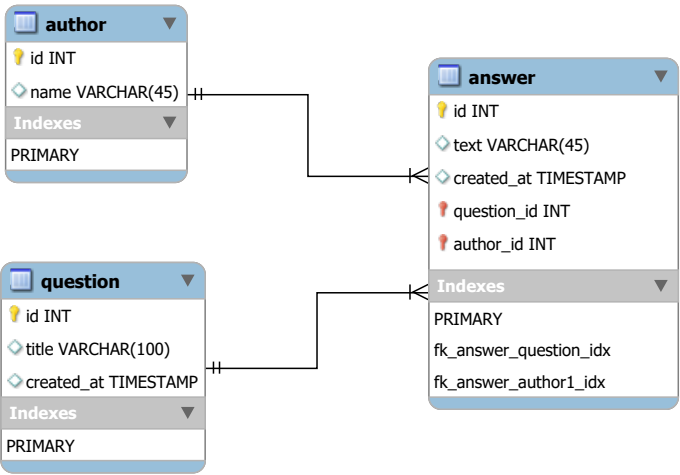 author
id INT
name VARCHAR(45)
Indexes
PRIMARY
answer
id INT
text VARCHAR(45)
created_at TIMESTAMP
question_id INT
author_id INT
Indexes
PRIMARY
fk_answer_question_idx
fk_answer_author1_idx
question
id INT
title VARCHAR(100)
created_at TIMESTAMP
Indexes
PRIMARY